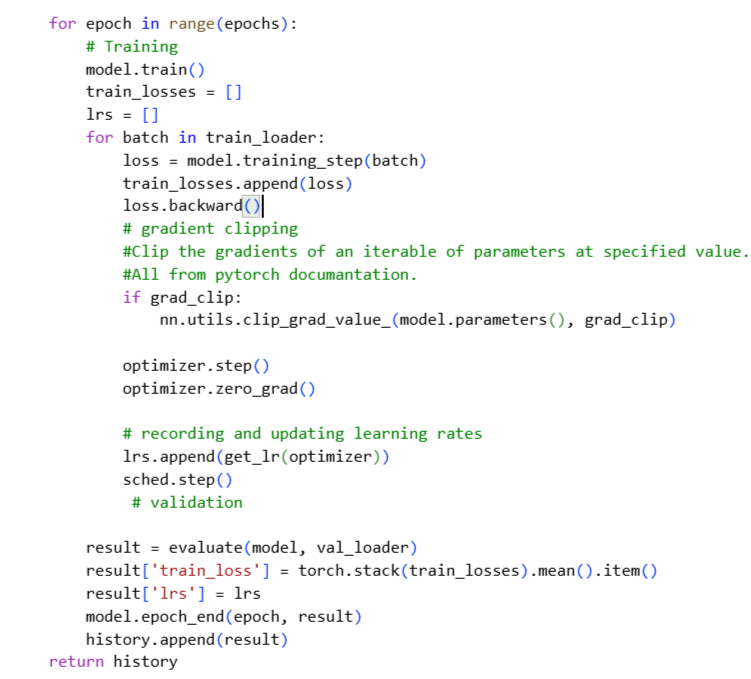 for epoch in range(epochs):
    # Training
    model.train()
    train_losses = []
    lrs = []
    for batch in train_loader:
        loss = model.training_step(batch)
        train_losses.append(loss)
        loss.backward()
        # gradient clipping
        #Clip the gradients of an iterable of parameters at specified value.
        #All from pytorch documantation.
        if grad_clip:
            nn.utils.clip_grad_value_(model.parameters(), grad_clip)

        optimizer.step()
        optimizer.zero_grad()

        # recording and updating learning rates
        lrs.append(get_lr(optimizer))
        sched.step()
         # validation

    result = evaluate(model, val_loader)
    result['train_loss'] = torch.stack(train_losses).mean().item()
    result['lrs'] = lrs
    model.epoch_end(epoch, result)
    history.append(result)
return history